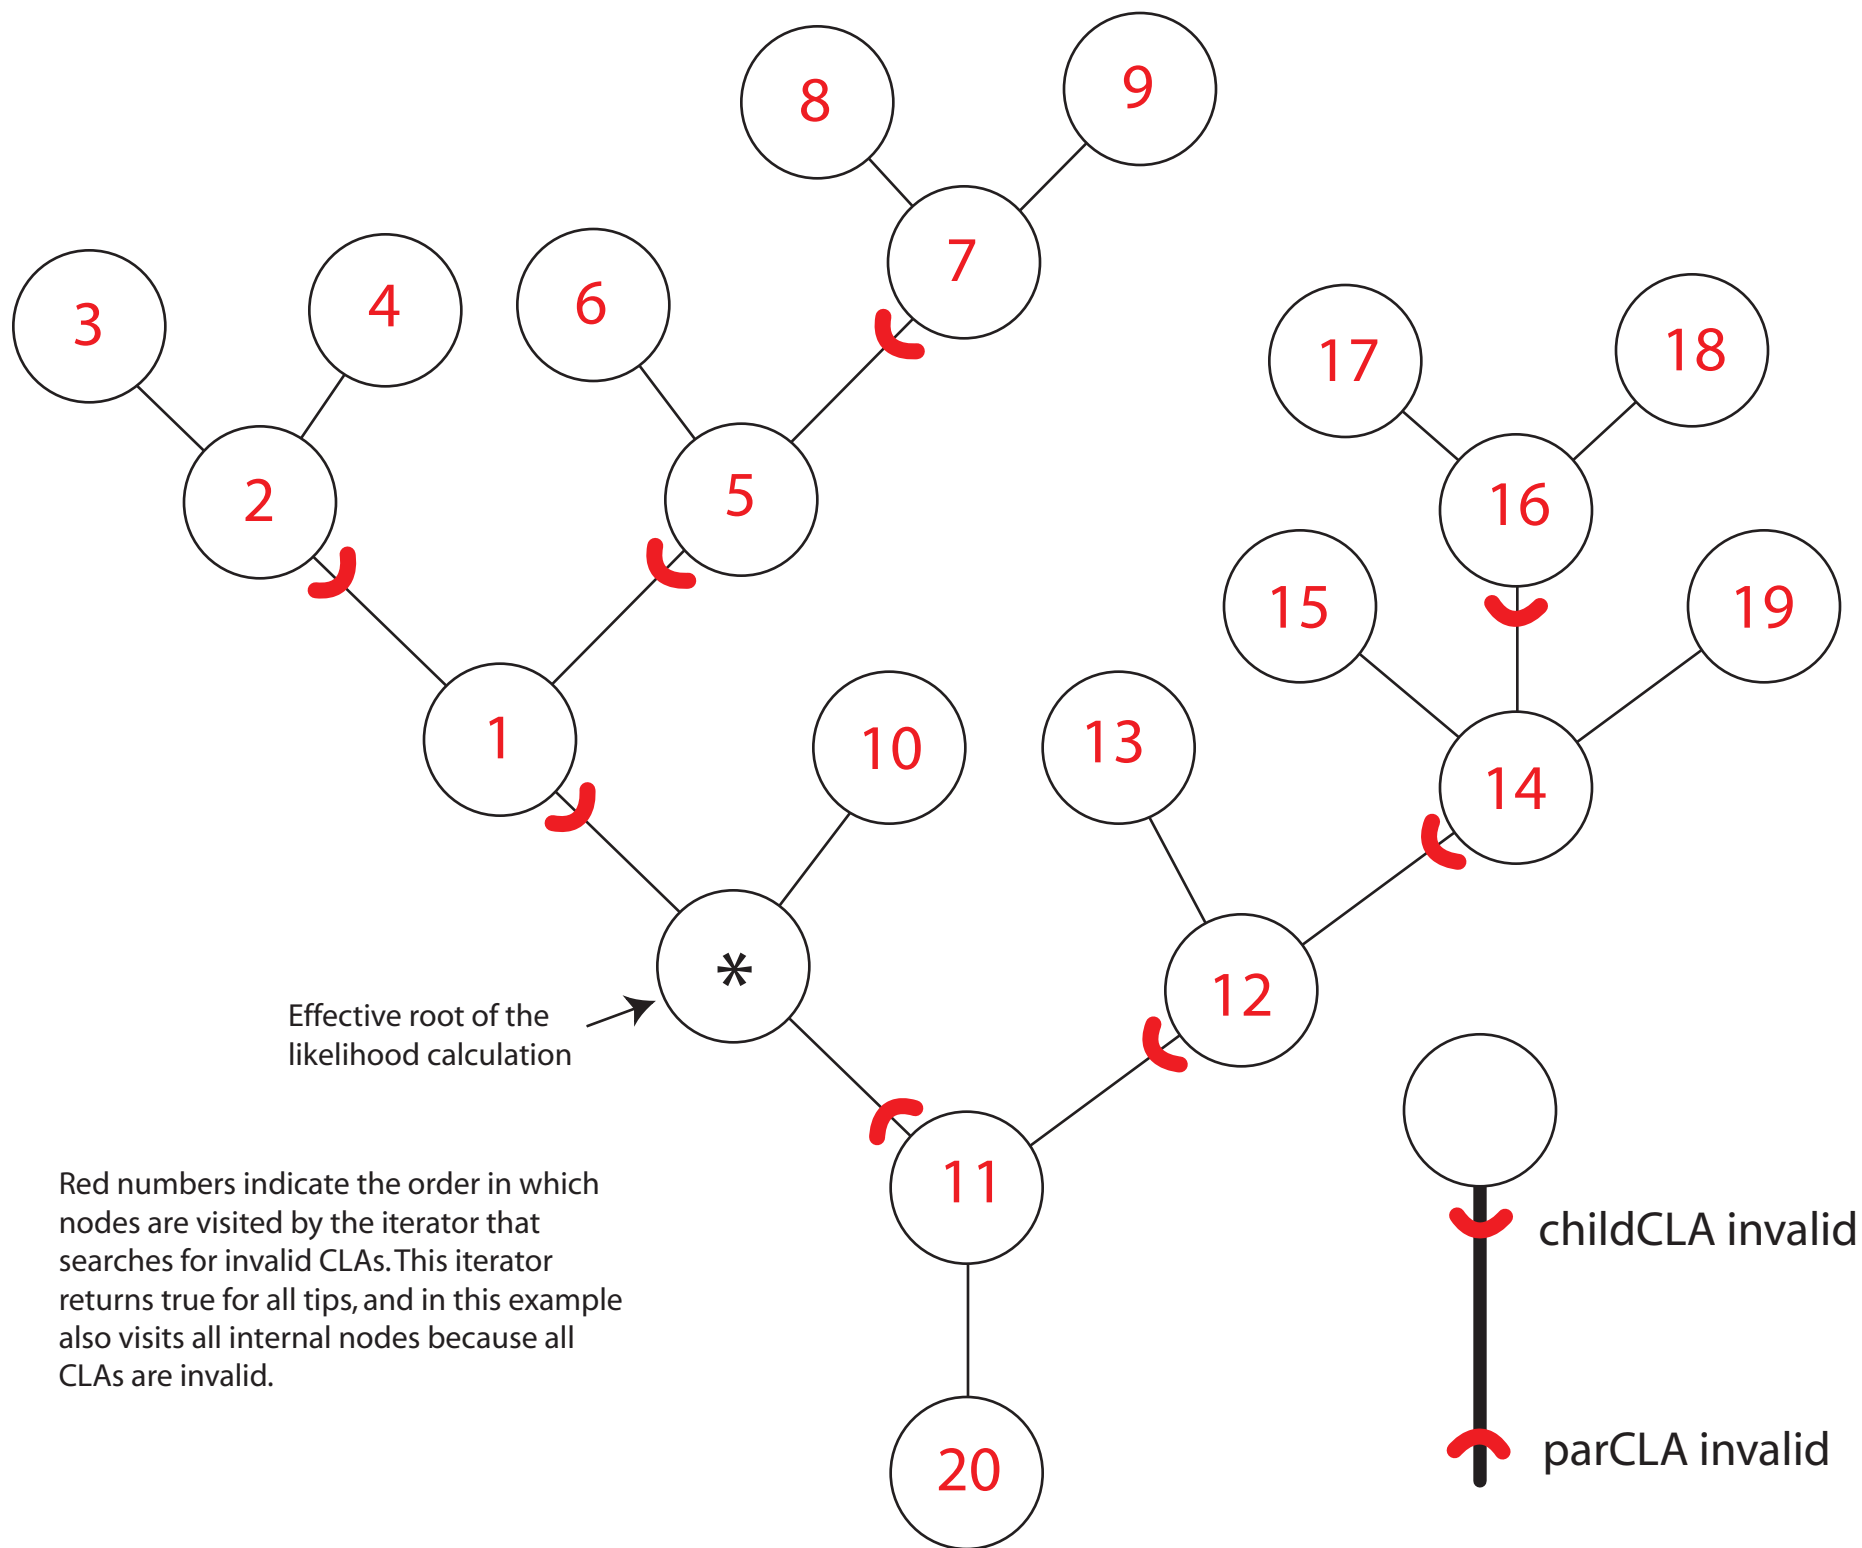 8
9
7
3
4
6
17
18
2
5
16
15
19
1
10
13
14
*
12
Effective root of the
likelihood calculation
11
Red numbers indicate the order in which
nodes are visited by the iterator that
searches for invalid CLAs. This iterator
returns true for all tips, and in this example
also visits all internal nodes because all
CLAs are invalid.
childCLA invalid
parCLA invalid
20